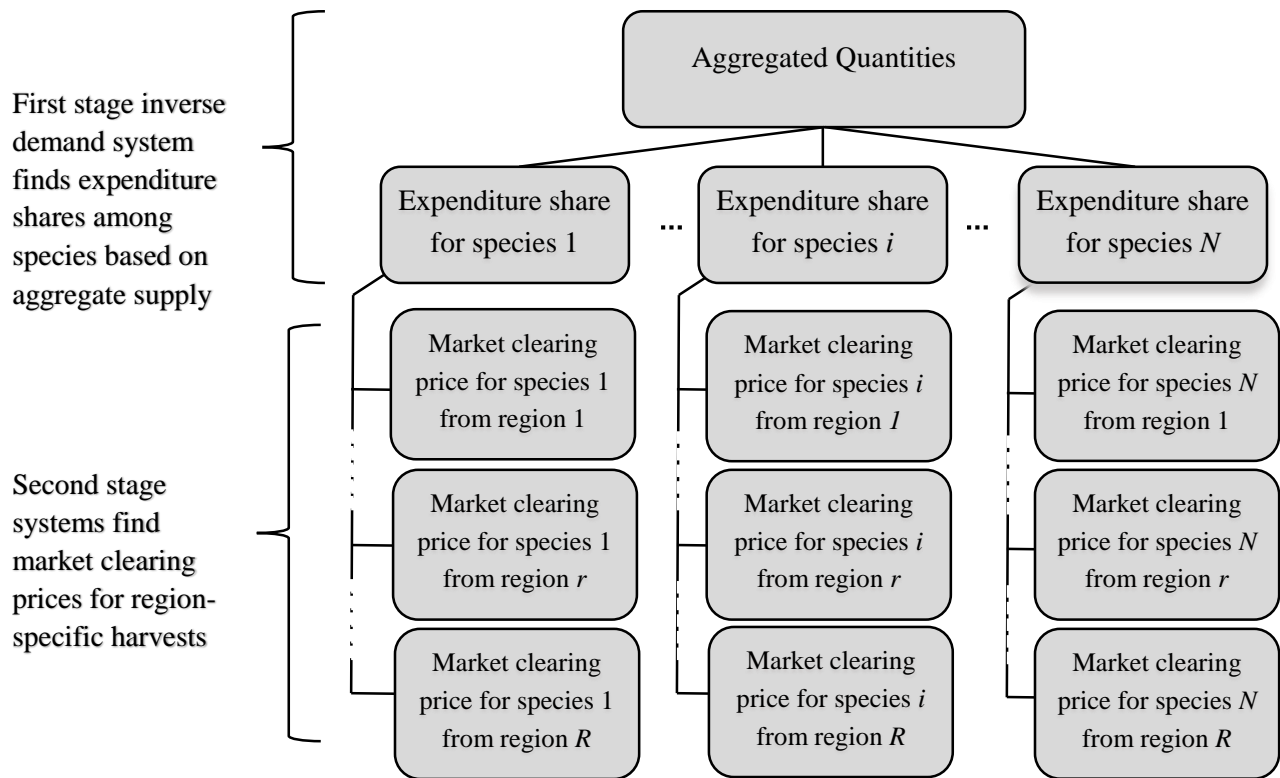 Aggregated Quantities
First stage inverse
demand system
finds expenditure
shares among
species based on
aggregate supply
Expenditure share
for species 1
...
Expenditure share
for species i
...
Expenditure share
for species N
Market clearing
price for species 1
from region 1
Market clearing
price for species i
from region 1
Market clearing
price for species N
from region 1
Second stage
systems find
market clearing
prices for region-
specific harvests
Market clearing
price for species 1
from region r
Market clearing
price for species i
from region r
Market clearing
price for species N
from region r
Market clearing
price for species 1
from region R
Market clearing
price for species i
from region R
Market clearing
price for species N
from region R